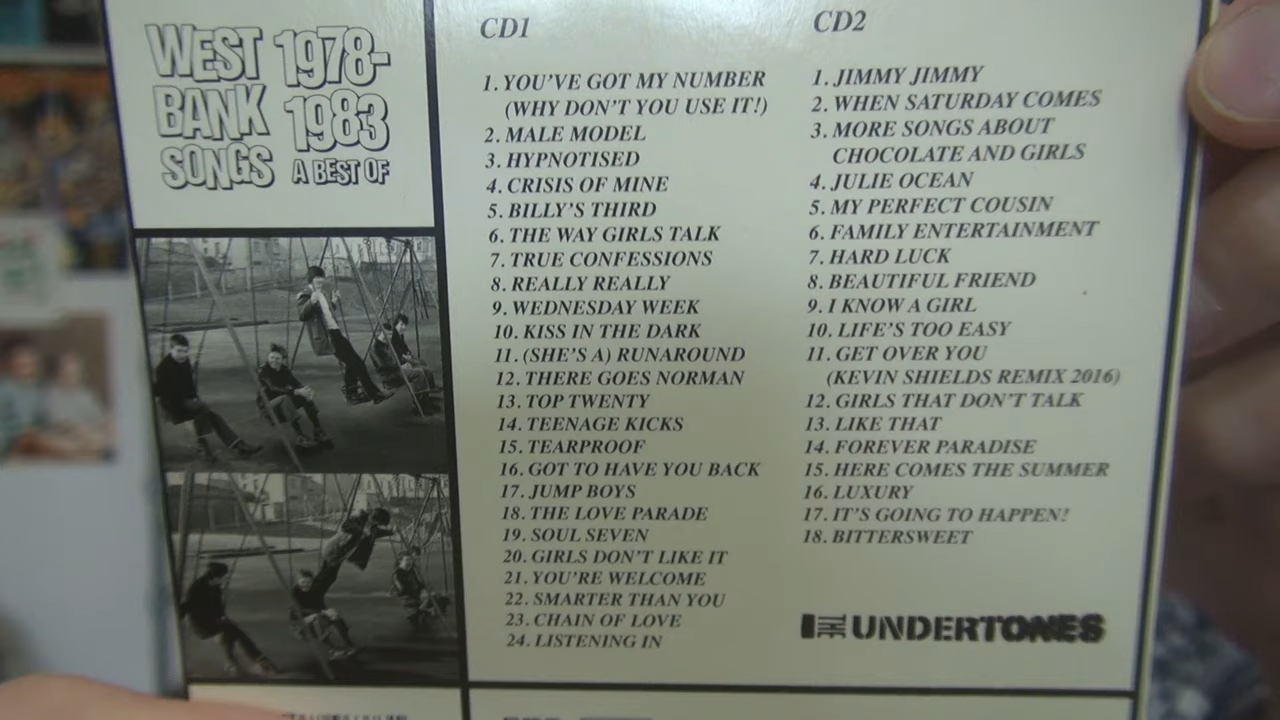 WEST 1978-
BANK 1983
SONGS A BEST OF
CD1
1. YOU'VE GOT MY NUMBER
(WHY DON'T YOU USE IT!)
2. MALE MODEL
3. HYPNOTISED
4. CRISIS OF MINE
5. BILLY'S THIRD
6. THE WAY GIRLS TALK
7. TRUE CONFESSIONS
8. REALLY REALLY
9. WEDNESDAY WEEK
10. KISS IN THE DARK
11. (SHE'S A) RUNAROUND
12. THERE GOES NORMAN
13. TOP TWENTY
14. TEENAGE KICKS
15. TEARPROOF
16. GOT TO HAVE YOU BACK
17. JUMP BOYS
18. THE LOVE PARADE
19. SOUL SEVEN
20. GIRLS DON'T LIKE IT
21. YOU'RE WELCOME
22. SMARTER THAN YOU
23. CHAIN OF LOVE
24. LISTENING IN
CD2
1. JIMMY JIMMY
2. WHEN SATURDAY COMES
3. MORE SONGS ABOUT
CHOCOLATE AND GIRLS
4. JULIE OCEAN
5. MY PERFECT COUSIN
6. FAMILY ENTERTAINMENT
7. HARD LUCK
8. BEAUTIFUL FRIEND
9. I KNOW A GIRL
10. LIFE'S TOO EASY
11. GET OVER YOU
(KEVIN SHIELDS REMIX 2016)
12. GIRLS THAT DON'T TALK
13. LIKE THAT
14. FOREVER PARADISE
15. HERE COMES THE SUMMER
16. LUXURY
17. IT'S GOING TO HAPPEN!
18. BITTERSWEET
THE UNDERTONES